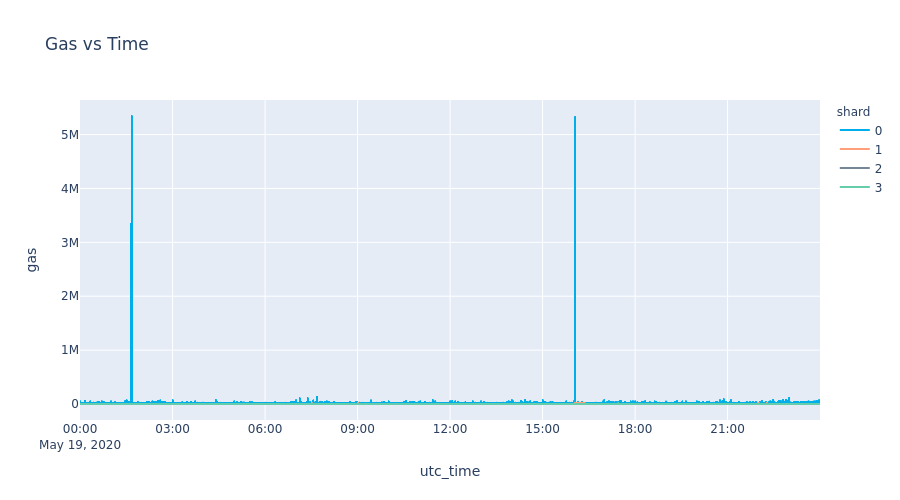 Gas vs Time
shard
0
1
2
3
5M
4M
3M
2M
1M
0
gas
00:00
03:00
06:00
09:00
12:00
15:00
18:00
21:00
May 19, 2020
utc_time